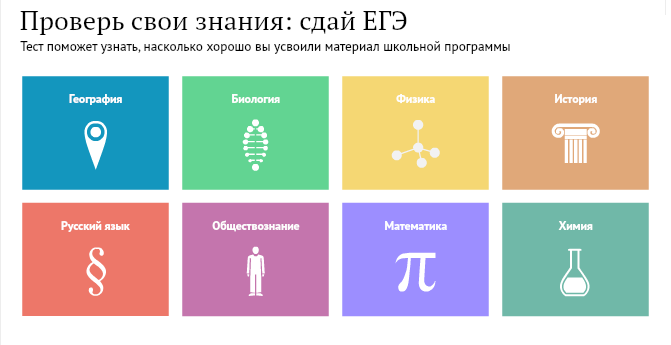 Проверь свои знания: сдай ЕГЭ
Тест поможет узнать, насколько хорошо вы усвоили материал школьной программы
География
Биология
Физика
История
Русский язык
Обществознание
Математика
Химия
§
π